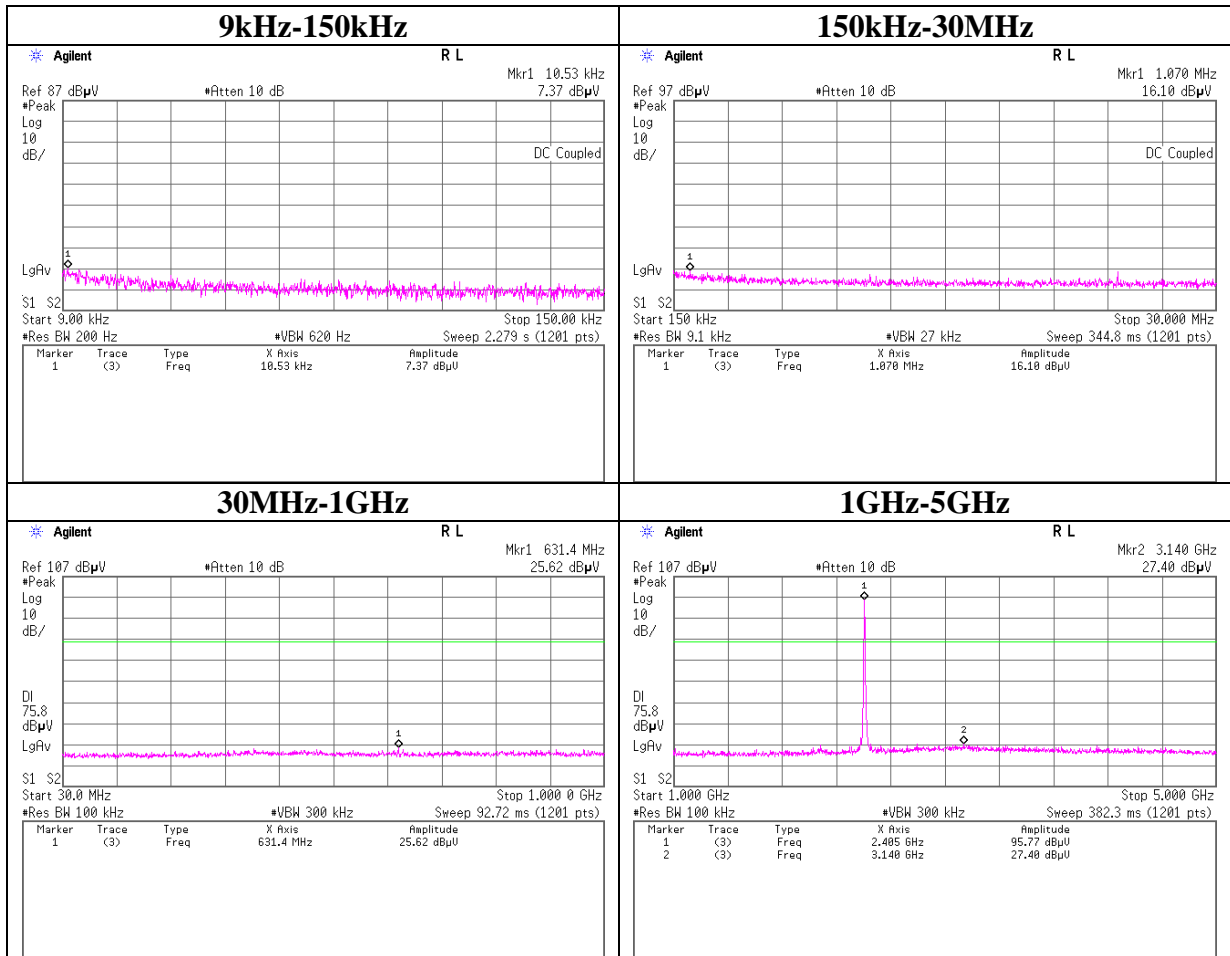 9kHz-150kHz
Agilent R L
Mkr1 10.53 kHz
Ref 87 dBµV #Atten 10 dB 7.37 dBµV
#Peak
Log
10
dB/
DC Coupled
1
LgAv
S1 S2
Start 9.00 kHz Stop 150.00 kHz
#Res BW 200 Hz #VBW 620 Hz Sweep 2.279 s (1201 pts)
Marker Trace Type X Axis Amplitude
1 (3) Freq 10.53 kHz 7.37 dBµV
150kHz-30MHz
Agilent R L
Mkr1 1.070 MHz
Ref 97 dBµV #Atten 10 dB 16.10 dBµV
#Peak
Log
10
dB/
DC Coupled
1
LgAv
S1 S2
Start 150 kHz Stop 30.000 MHz
#Res BW 9.1 kHz #VBW 27 kHz Sweep 344.8 ms (1201 pts)
Marker Trace Type X Axis Amplitude
1 (3) Freq 1.070 MHz 16.10 dBµV
30MHz-1GHz
Agilent R L
Mkr1 631.4 MHz
Ref 107 dBµV #Atten 10 dB 25.62 dBµV
#Peak
Log
10
dB/
DI
75.8
dBµV
1
LgAv
S1 S2
Start 30.0 MHz Stop 1.000 0 GHz
#Res BW 100 kHz #VBW 300 kHz Sweep 92.72 ms (1201 pts)
Marker Trace Type X Axis Amplitude
1 (3) Freq 631.4 MHz 25.62 dBµV
1GHz-5GHz
Agilent R L
Mkr2 3.140 GHz
Ref 107 dBµV #Atten 10 dB 27.40 dBµV
#Peak
1
Log
10
dB/
DI
75.8
dBµV
2
LgAv
S1 S2
Start 1.000 GHz Stop 5.000 GHz
#Res BW 100 kHz #VBW 300 kHz Sweep 382.3 ms (1201 pts)
Marker Trace Type X Axis Amplitude
1 (3) Freq 2.405 GHz 95.77 dBµV
2 (3) Freq 3.140 GHz 27.40 dBµV